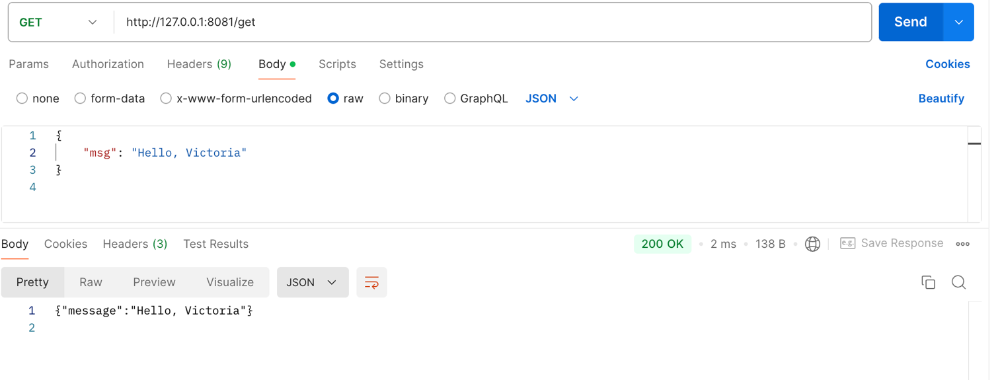 GET http://127.0.0.1:8081/get Send
Params Authorization Headers (9) Body Scripts Settings Cookies
none form-data x-www-form-urlencoded raw binary GraphQL JSON Beautify
1 {
2 "msg": "Hello, Victoria"
3 }
4
Body Cookies Headers (3) Test Results 200 OK • 2 ms • 138 B • e.g. Save Response
Pretty Raw Preview Visualize JSON
1 {"message":"Hello, Victoria"}
2